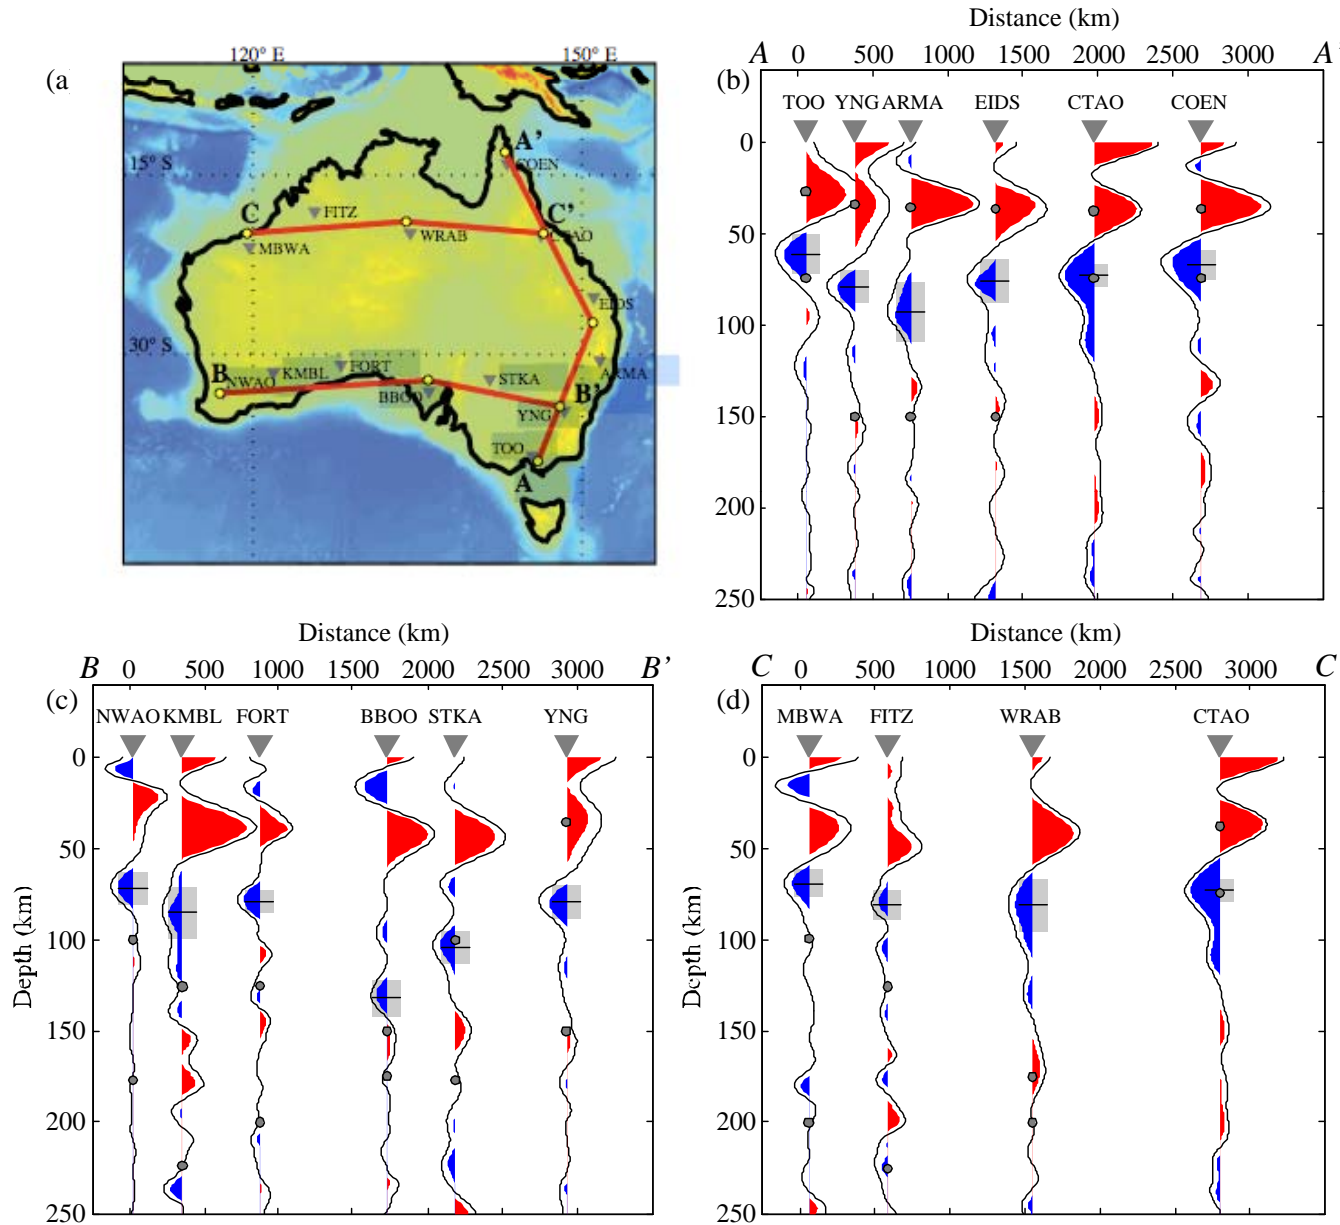 (a
120° E
150° E
15° S
30° S
A'
COEN
C
FITZ
C'
MBWA
WRAB
CTAO
EIDS
B
NWAO
KMBL
FORT
STKA
ARMA
BBOO
B'
YNG
TOO
A
Distance (km)
A 0 500 1000 1500 2000 2500 3000 A'
(b)
TOO YNG ARMA EIDS CTAO COEN
0
50
100
150
200
250
Distance (km)
B 0 500 1000 1500 2000 2500 3000 B'
(c)
NWAO KMBL FORT BBOO STKA YNG
0
50
100
150
200
250
Depth (km)
Distance (km)
C 0 500 1000 1500 2000 2500 3000 C
(d)
MBWA FITZ WRAB CTAO
0
50
100
150
200
250
Depth (km)